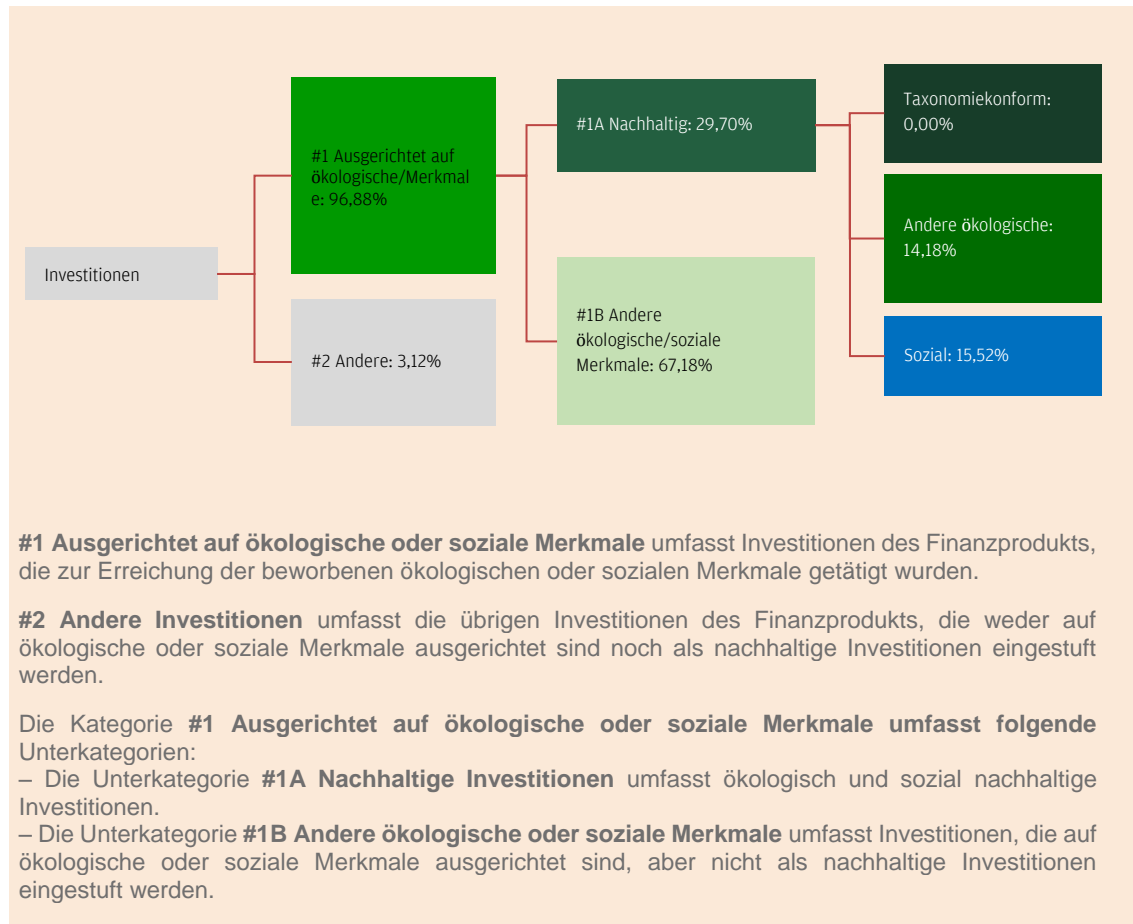 Investitionen
#1 Ausgerichtet auf
ökologische/Merkmal
e: 96,88%
#2 Andere: 3,12%
#1A Nachhaltig: 29,70%
#1B Andere
ökologische/soziale
Merkmale: 67,18%
Taxonomiekonform:
0,00%
Andere ökologische:
14,18%
Sozial: 15,52%
#1 Ausgerichtet auf ökologische oder soziale Merkmale umfasst Investitionen des Finanzprodukts,
die zur Erreichung der beworbenen ökologischen oder sozialen Merkmale getätigt wurden.
#2 Andere Investitionen umfasst die übrigen Investitionen des Finanzprodukts, die weder auf
ökologische oder soziale Merkmale ausgerichtet sind noch als nachhaltige Investitionen eingestuft
werden.
Die Kategorie #1 Ausgerichtet auf ökologische oder soziale Merkmale umfasst folgende
Unterkategorien:
– Die Unterkategorie #1A Nachhaltige Investitionen umfasst ökologisch und sozial nachhaltige
Investitionen.
– Die Unterkategorie #1B Andere ökologische oder soziale Merkmale umfasst Investitionen, die auf
ökologische oder soziale Merkmale ausgerichtet sind, aber nicht als nachhaltige Investitionen
eingestuft werden.